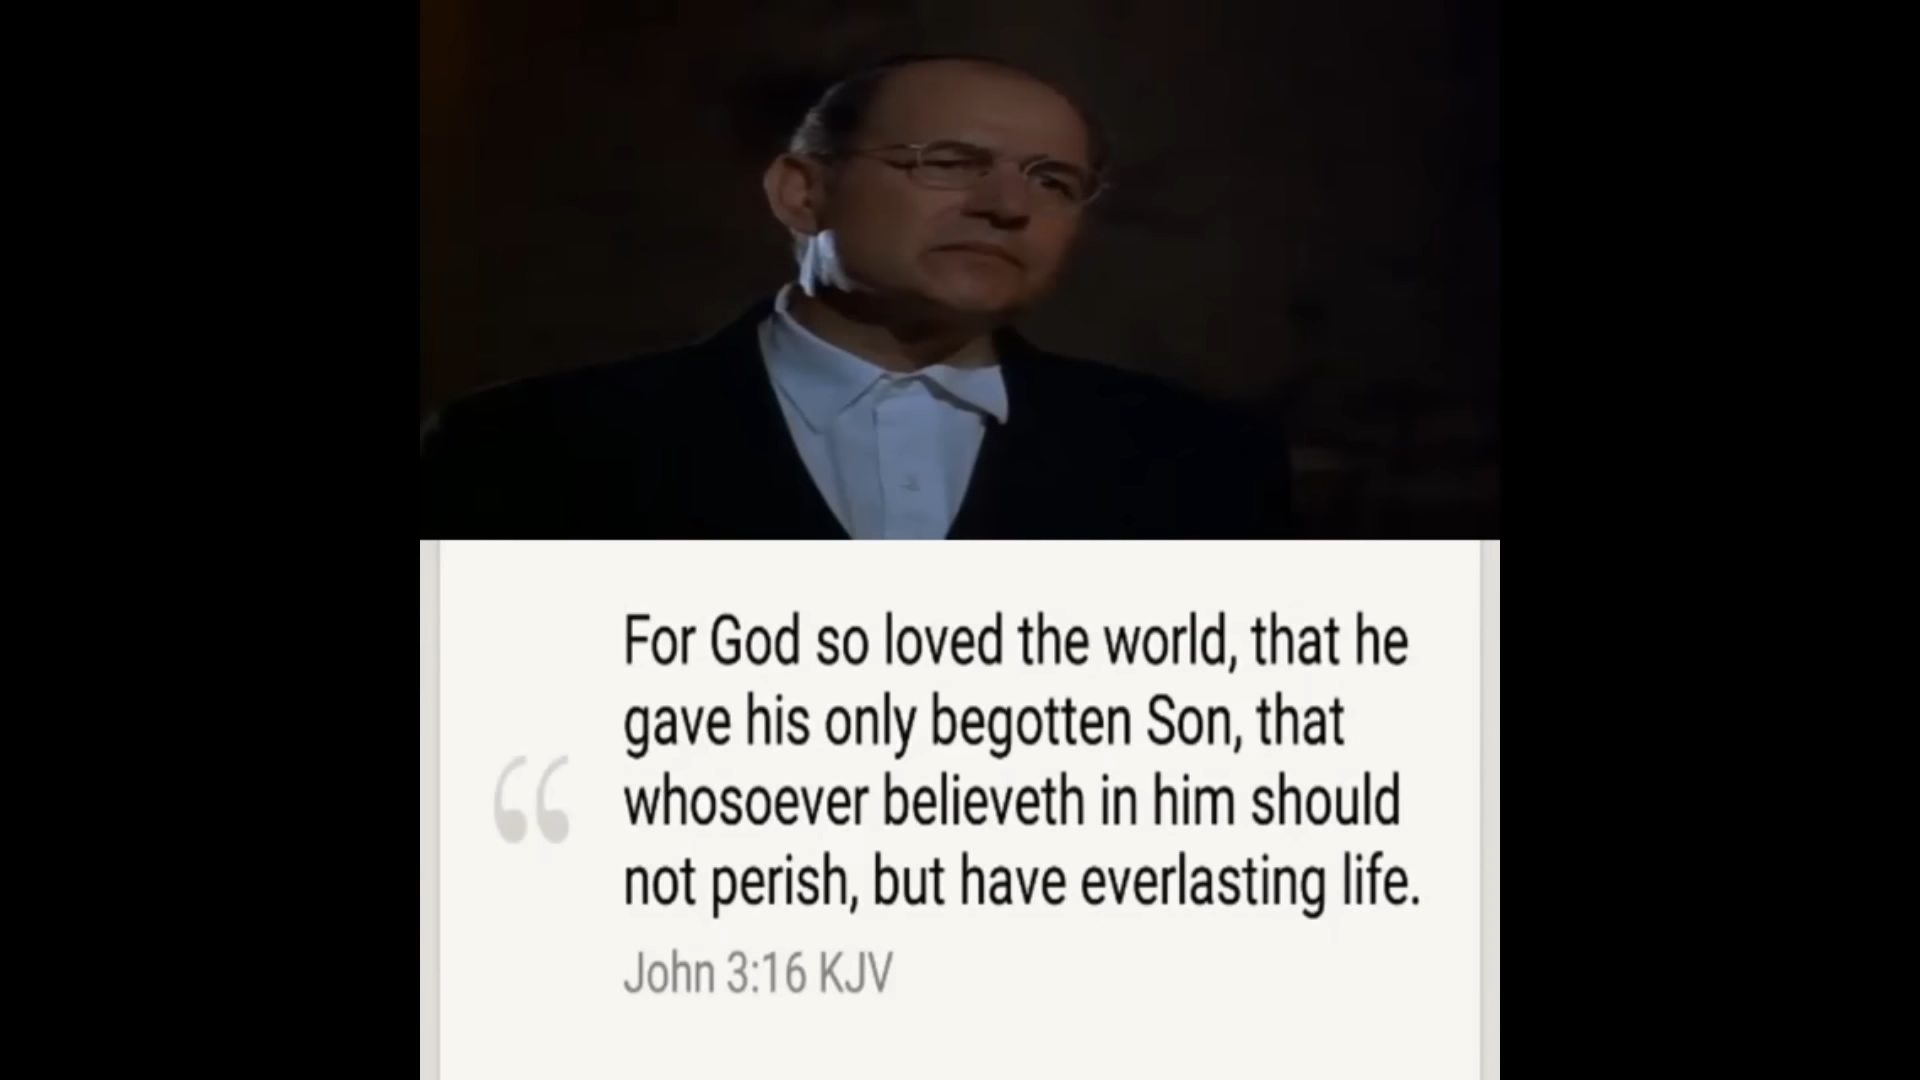 For God so loved the world, that he
gave his only begotten Son, that
whosoever believeth in him should
not perish, but have everlasting life.
John 3:16 KJV